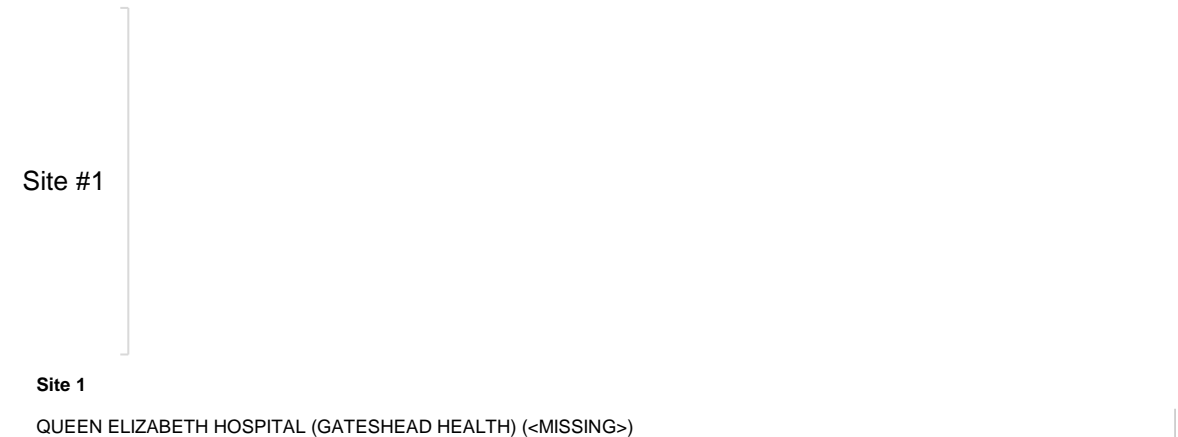 Site #1
Site 1
QUEEN ELIZABETH HOSPITAL (GATESHEAD HEALTH) (<MISSING>)